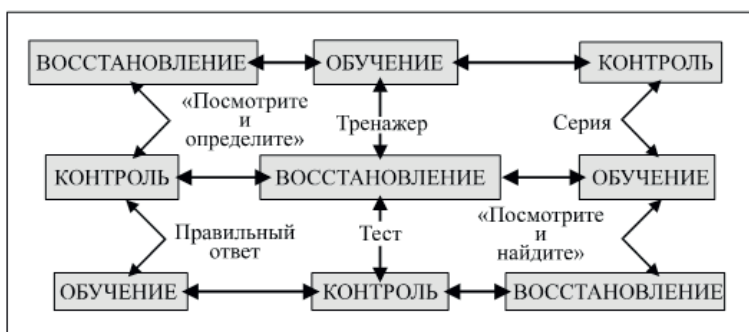 ВОССТАНОВЛЕНИЕ ОБУЧЕНИЕ КОНТРОЛЬ
«Посмотрите
и
определите»
Тренажер
Серия
КОНТРОЛЬ ВОССТАНОВЛЕНИЕ ОБУЧЕНИЕ
Правильный
ответ
Тест
«Посмотрите
и
найдите»
ОБУЧЕНИЕ КОНТРОЛЬ ВОССТАНОВЛЕНИЕ